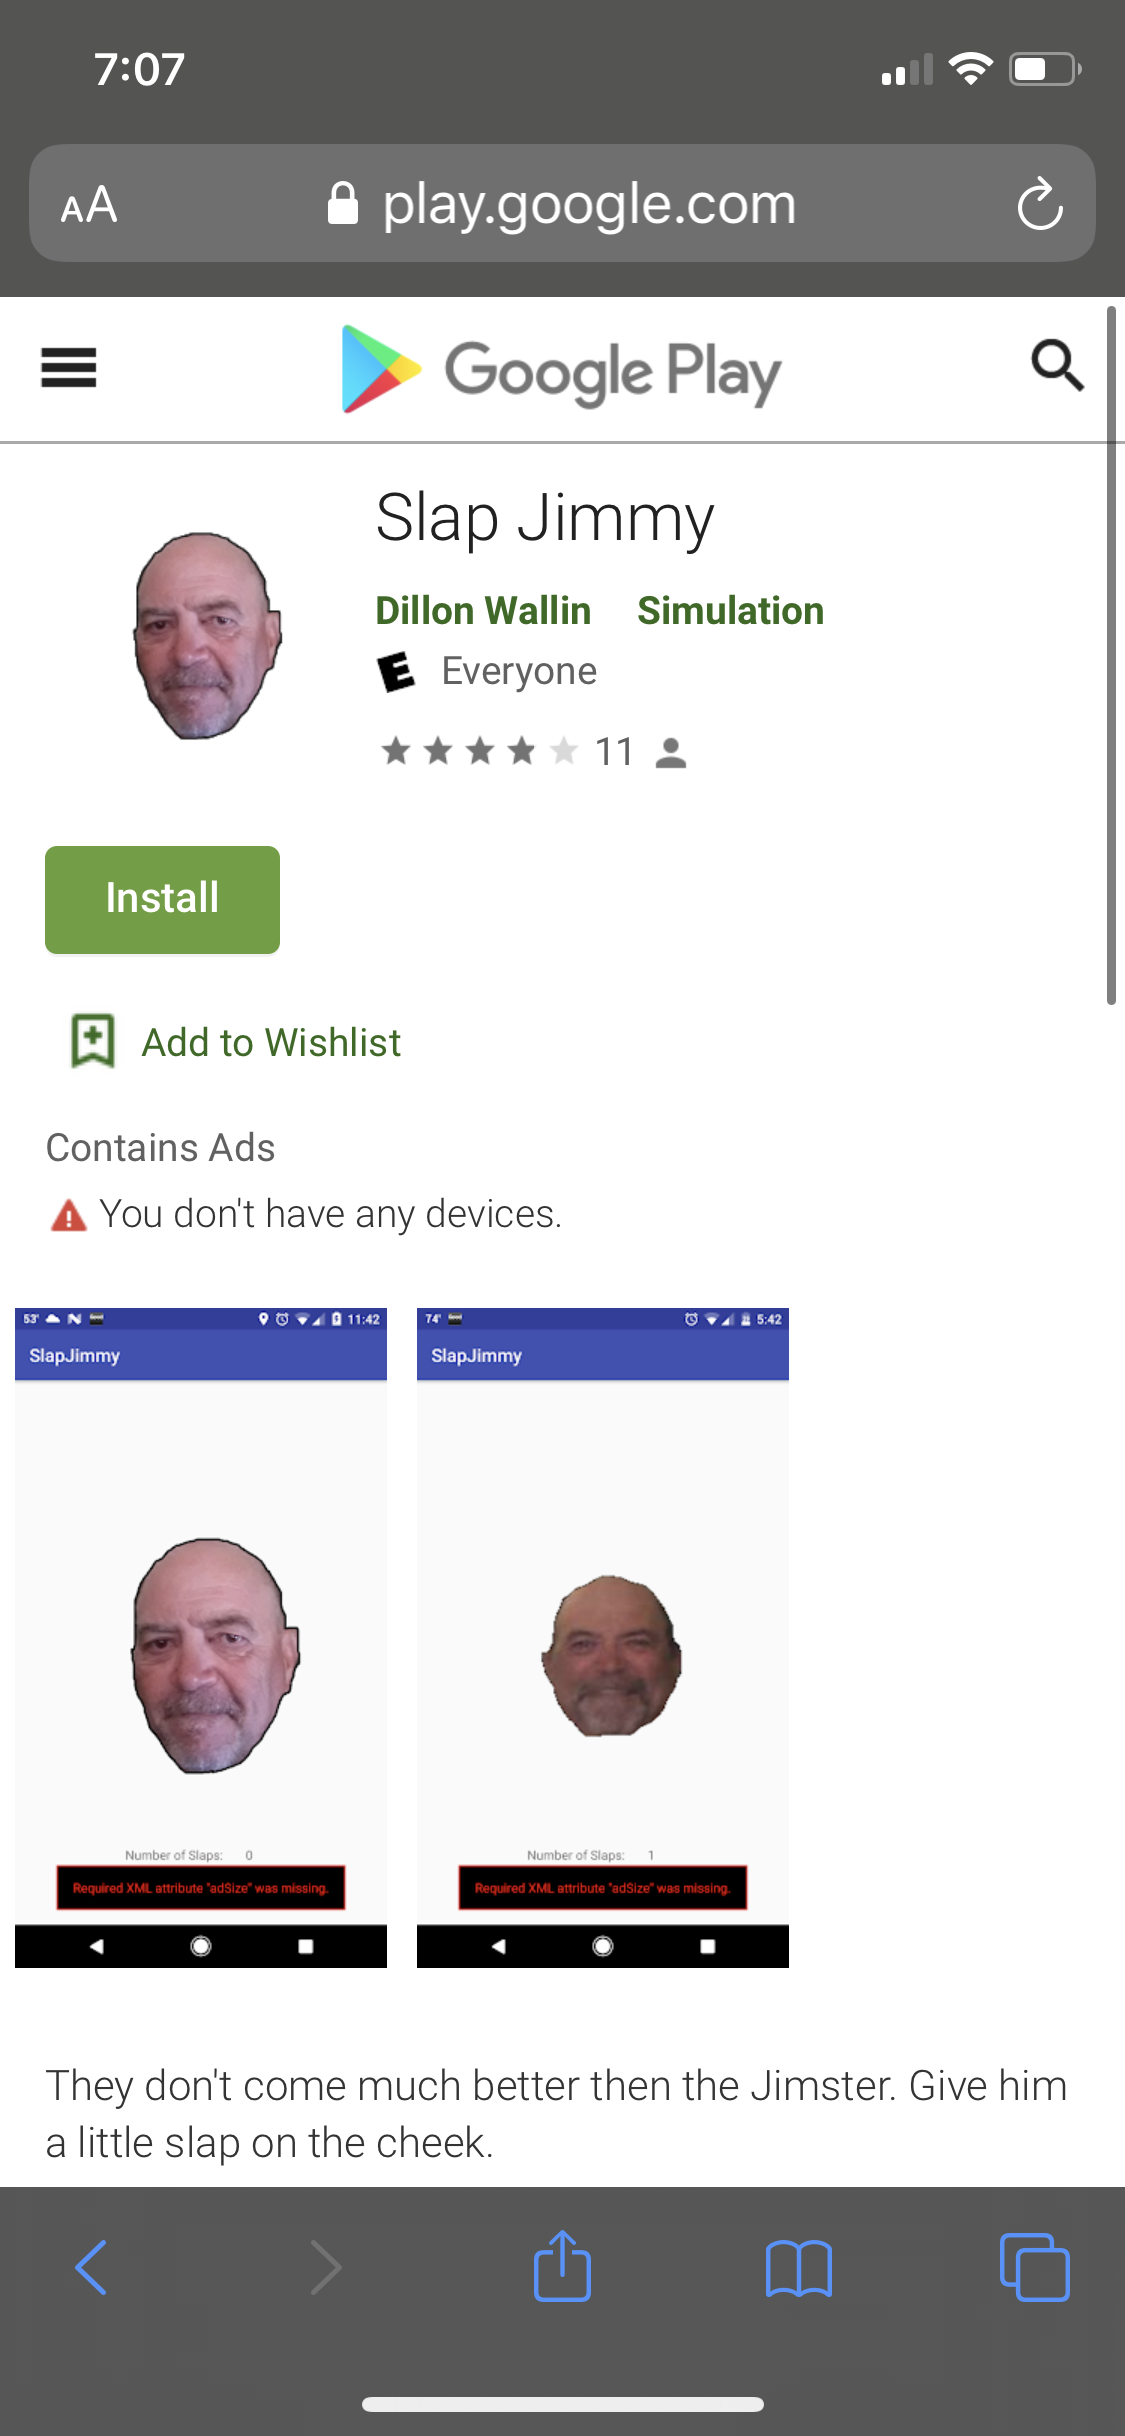 7:07
AA play.google.com
Google Play
Slap Jimmy
Dillon Wallin Simulation
E Everyone
11
Install
Add to Wishlist
Contains Ads
You don't have any devices.
53° N 11:42
SlapJimmy
Number of Slaps: 0
Required XML attribute "adSize" was missing.
74° 5:42
SlapJimmy
Number of Slaps: 1
Required XML attribute "adSize" was missing.
They don't come much better then the Jimster. Give him
a little slap on the cheek.